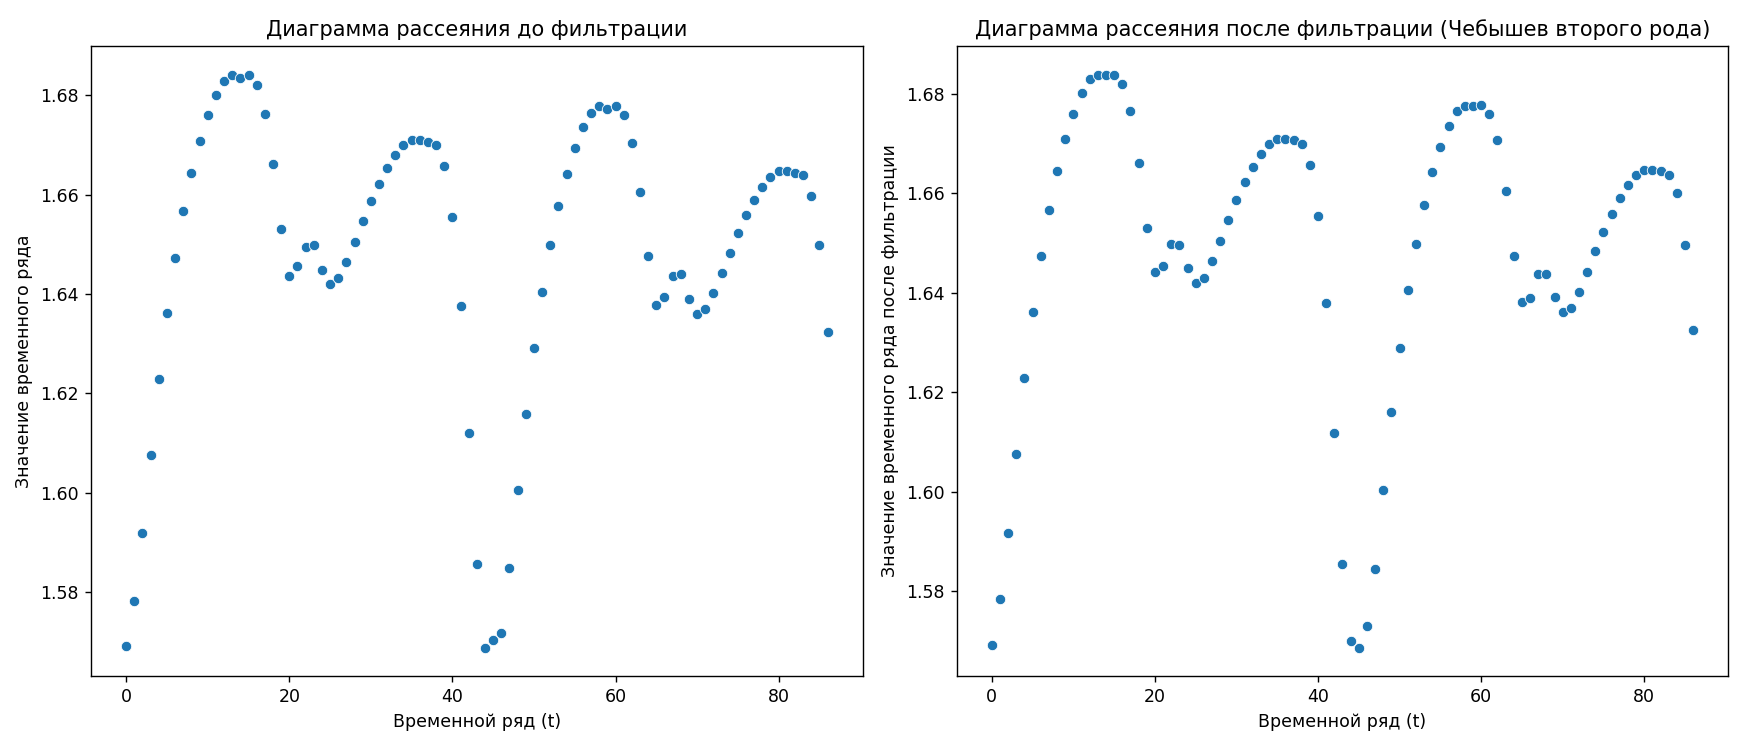 Диаграмма рассеяния до фильтрации
Значение временного ряда
1.68
1.66
1.64
1.62
1.60
1.58
0 20 40 60 80
Временной ряд (t)
Диаграмма рассеяния после фильтрации (Чебышев второго рода)
Значение временного ряда после фильтрации
1.68
1.66
1.64
1.62
1.60
1.58
0 20 40 60 80
Временной ряд (t)